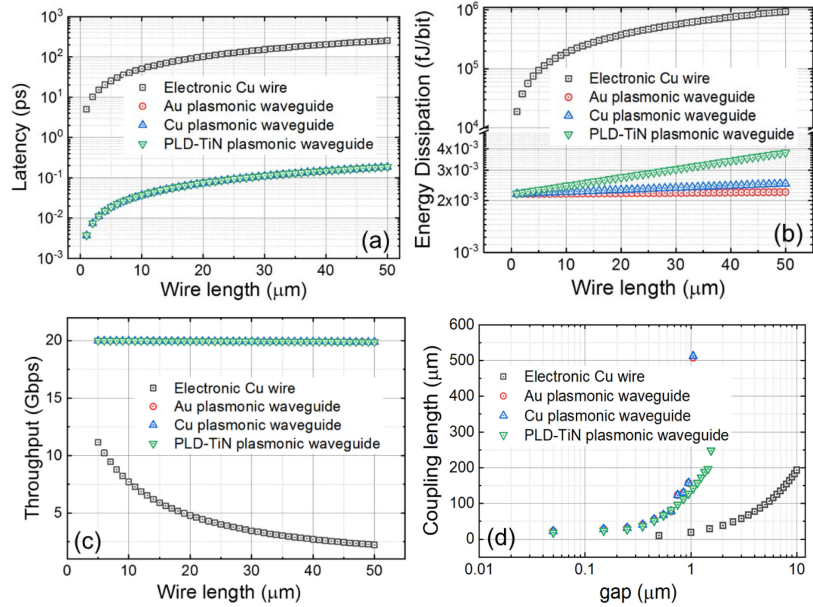 Latency (ps)
10³
10²
10¹
10⁰
10⁻¹
10⁻²
10⁻³
Electronic Cu wire
Au plasmonic waveguide
Cu plasmonic waveguide
PLD-TiN plasmonic waveguide
(a)
0 10 20 30 40 50
Wire length (μm)
Energy Dissipation (fJ/bit)
10⁶
10⁵
10⁴
4×10⁻³
2×10⁻³
10⁻³
Electronic Cu wire
Au plasmonic waveguide
Cu plasmonic waveguide
PLD-TiN plasmonic waveguide
(b)
0 10 20 30 40 50
Wire length (μm)
Throughput (Gbps)
20
15
10
5
Electronic Cu wire
Au plasmonic waveguide
Cu plasmonic waveguide
PLD-TiN plasmonic waveguide
(c)
0 10 20 30 40 50
Wire length (μm)
Coupling length (μm)
600
500
400
300
200
100
0
Electronic Cu wire
Au plasmonic waveguide
Cu plasmonic waveguide
PLD-TiN plasmonic waveguide
(d)
0.01 0.1 1 10
gap (μm)